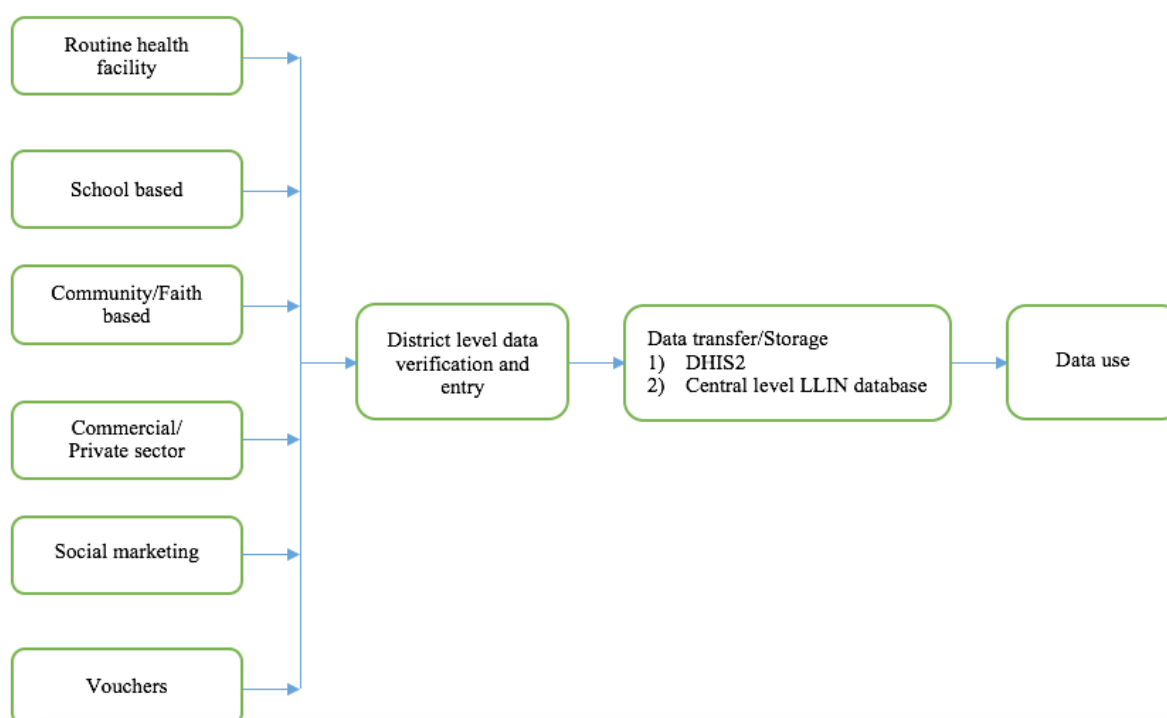 Routine health
facility
School based
Community/Faith
based
Commercial/
Private sector
Social marketing
Vouchers
District level data
verification and
entry
Data transfer/Storage
1) DHIS2
2) Central level LLIN database
Data use